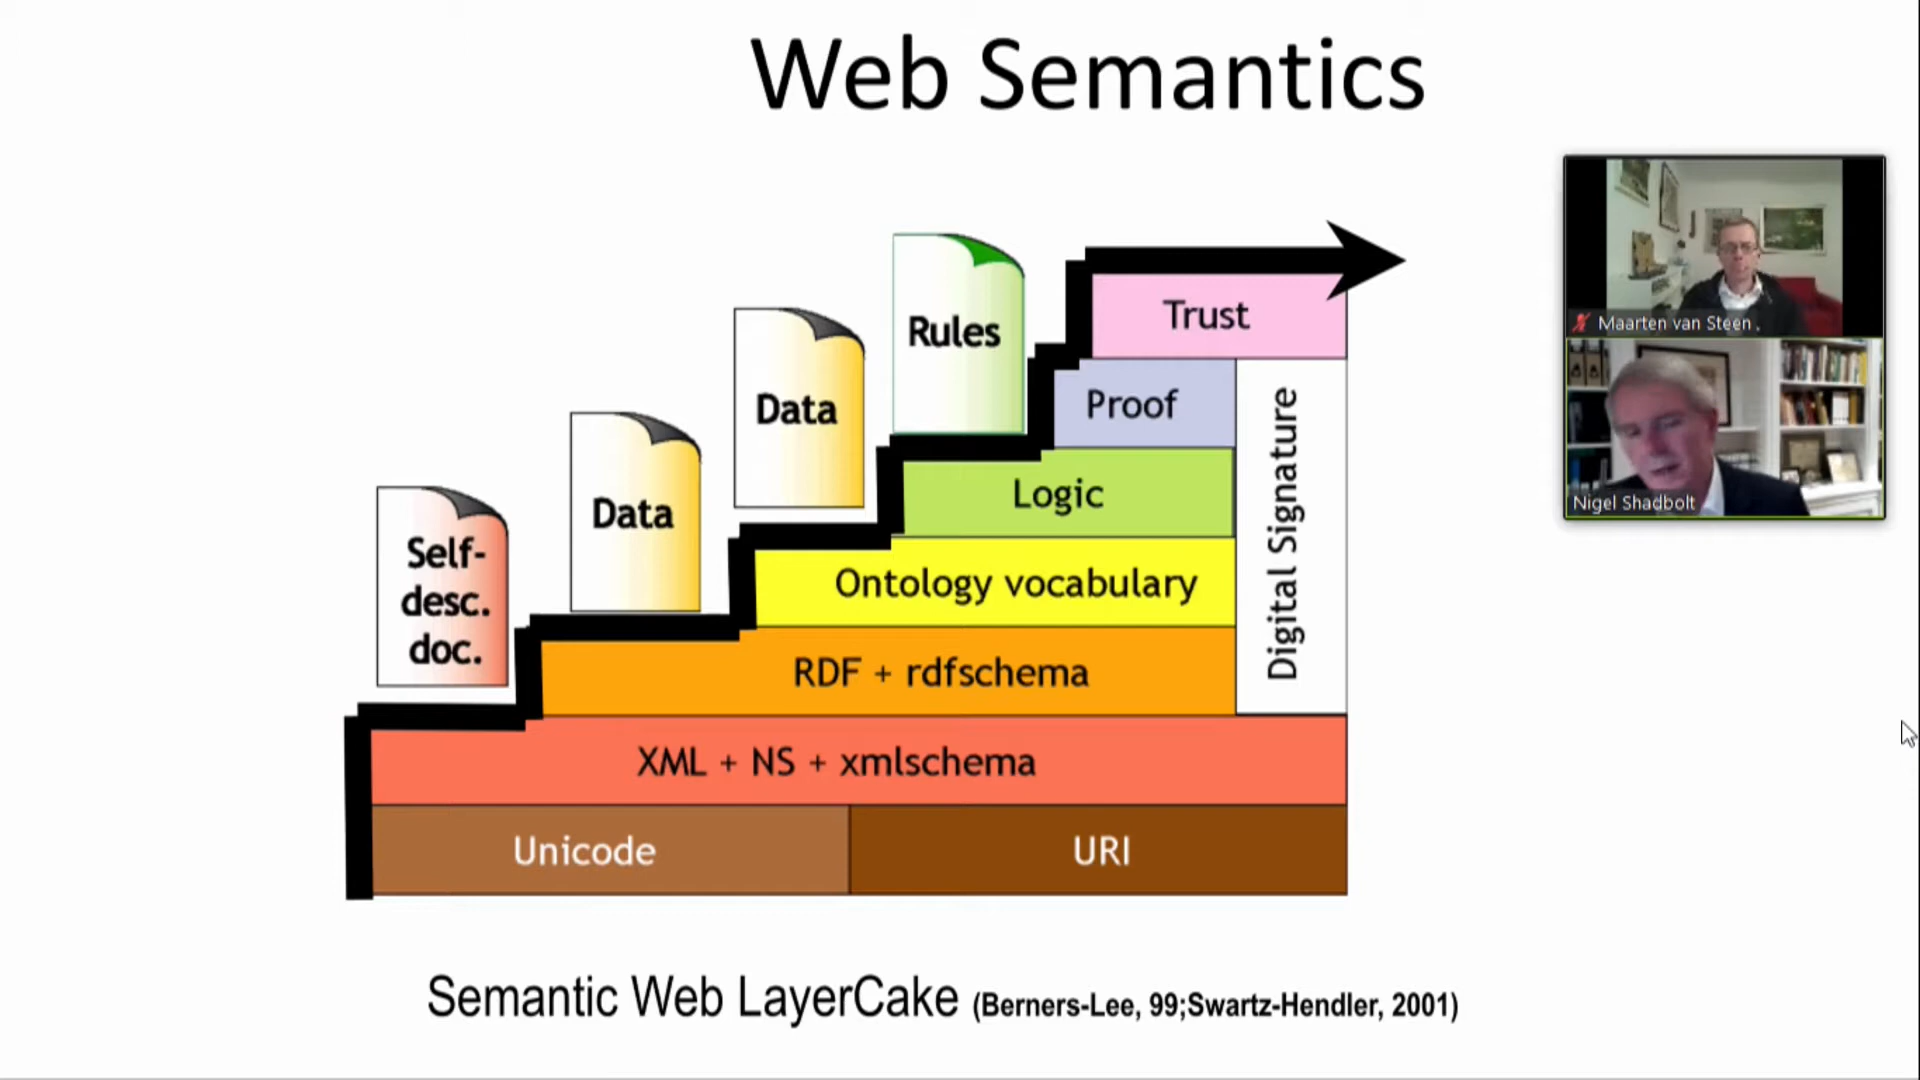 Web Semantics
Rules
Trust
Maarten van Steen .
Data
Proof
Nigel Shadbolt
Data
Logic
Digital Signature
Self-
desc.
doc.
Ontology vocabulary
RDF + rdfschema
XML + NS + xmlschema
Unicode
URI
Semantic Web LayerCake (Berners-Lee, 99;Swartz-Hendler, 2001)